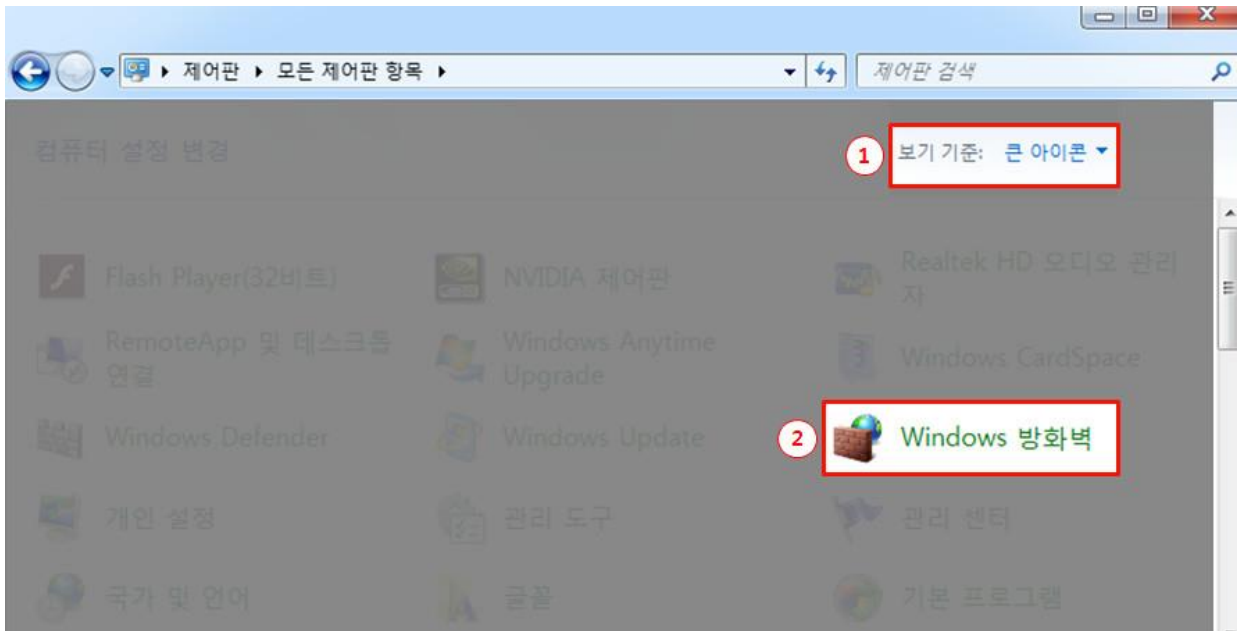 제어판 모든 제어판 항목 제어판 검색
컴퓨터 설정 변경 1 보기 기준: 큰 아이콘
Flash Player(32비트) NVIDIA 제어판 Realtek HD 오디오 관리
자
RemoteApp 및 데스크톱 Windows Anytime Windows CardSpace
연결 Upgrade
Windows Defender Windows Update 2 Windows 방화벽
개인 설정 관리 도구 관리 센터
국가 및 언어 글꼴 기본 프로그램